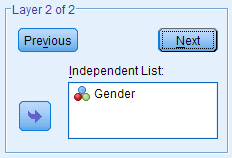 Layer 2 of 2
Previous
Next
Independent List:
Gender